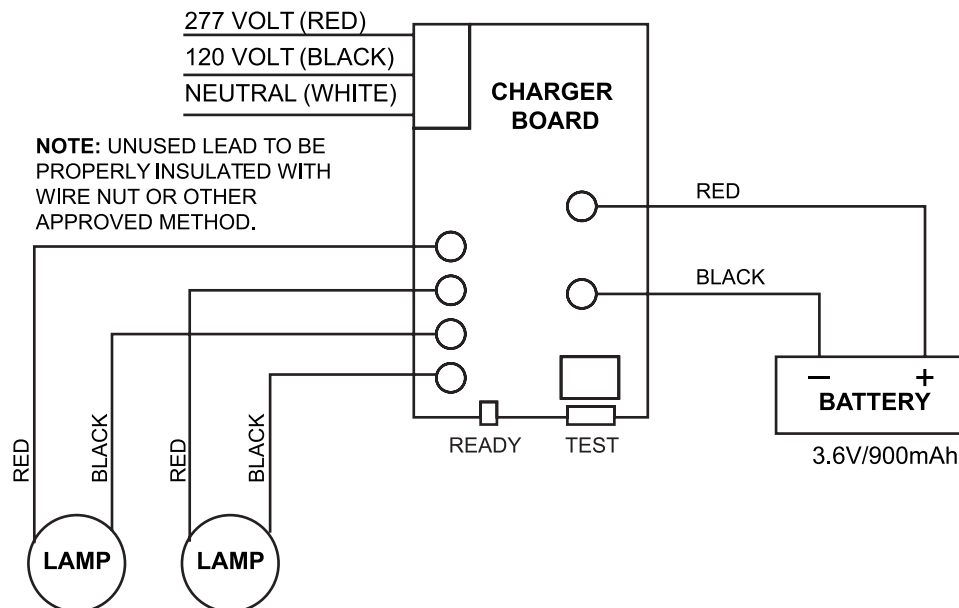 277 VOLT (RED)
120 VOLT (BLACK)
NEUTRAL (WHITE)
CHARGER
BOARD
NOTE: UNUSED LEAD TO BE
PROPERLY INSULATED WITH
WIRE NUT OR OTHER
APPROVED METHOD.
RED
BLACK
− +
BATTERY
3.6V/900mAh
READY
TEST
RED
BLACK
RED
BLACK
LAMP
LAMP